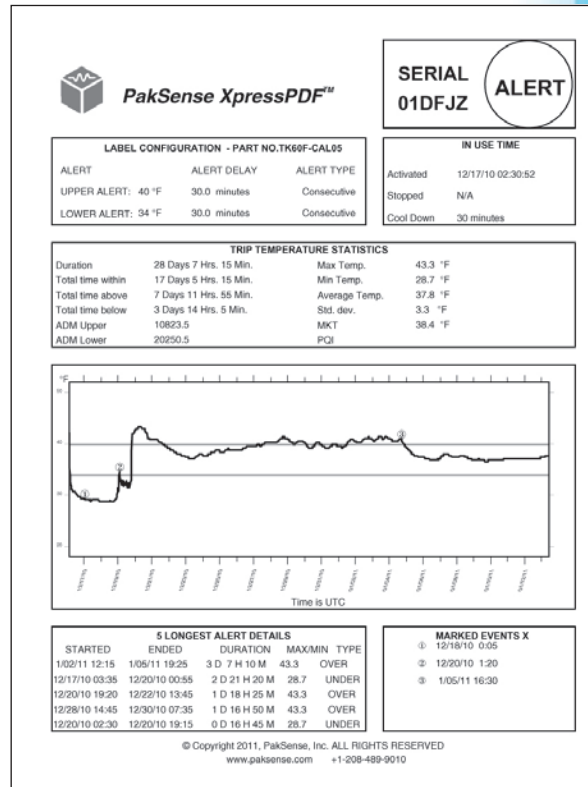 PakSense XpressPDF™
SERIAL
01DFJZ
ALERT
LABEL CONFIGURATION - PART NO.TK60F-CAL05
ALERT ALERT DELAY ALERT TYPE
UPPER ALERT: 40 °F 30.0 minutes Consecutive
LOWER ALERT: 34 °F 30.0 minutes Consecutive
IN USE TIME
Activated 12/17/10 02:30:52
Stopped N/A
Cool Down 30 minutes
TRIP TEMPERATURE STATISTICS
Duration 28 Days 7 Hrs. 15 Min. Max Temp. 43.3 °F
Total time within 17 Days 5 Hrs. 15 Min. Min Temp. 28.7 °F
Total time above 7 Days 11 Hrs. 55 Min. Average Temp. 37.8 °F
Total time below 3 Days 14 Hrs. 5 Min. Std. dev. 3.3 °F
ADM Upper 10823.5 MKT 38.4 °F
ADM Lower 20250.5 PQI
°F
40
③
②
①
Time is UTC
5 LONGEST ALERT DETAILS
STARTED ENDED DURATION MAX/MIN TYPE
1/02/11 12:15 1/05/11 19:25 3 D 7 H 10 M 43.3 OVER
12/17/10 03:35 12/20/10 00:55 2 D 21 H 20 M 28.7 UNDER
12/20/10 19:20 12/22/10 13:45 1 D 18 H 25 M 43.3 OVER
12/28/10 14:45 12/30/10 07:35 1 D 16 H 50 M 43.3 OVER
12/20/10 02:30 12/20/10 19:15 0 D 16 H 45 M 28.7 UNDER
MARKED EVENTS X
① 12/18/10 0:05
② 12/20/10 1:20
③ 1/05/11 16:30
© Copyright 2011, PakSense, Inc. ALL RIGHTS RESERVED
www.paksense.com +1-208-489-9010